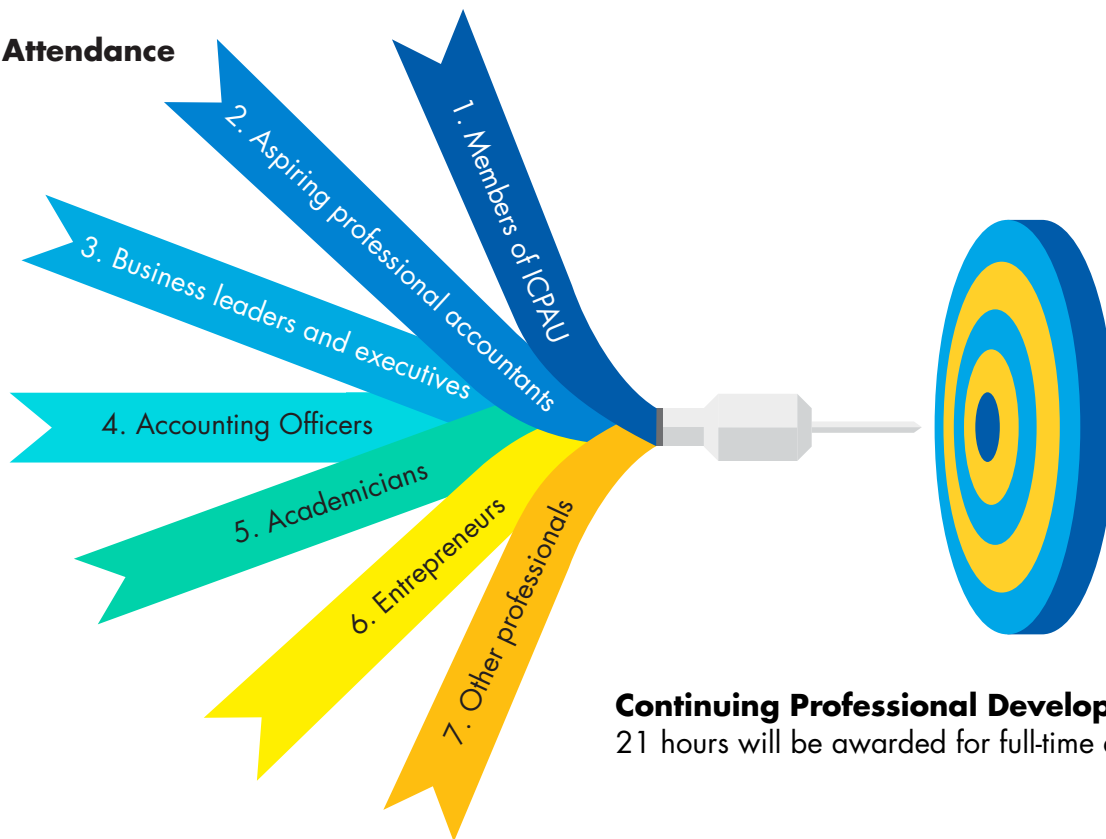 Attendance
1. Members of ICPAU
2. Aspiring professional accountants
3. Business leaders and executives
4. Accounting Officers
5. Academicians
6. Entrepreneurs
7. Other professionals
Continuing Professional
21 hours will be awarded for full-time